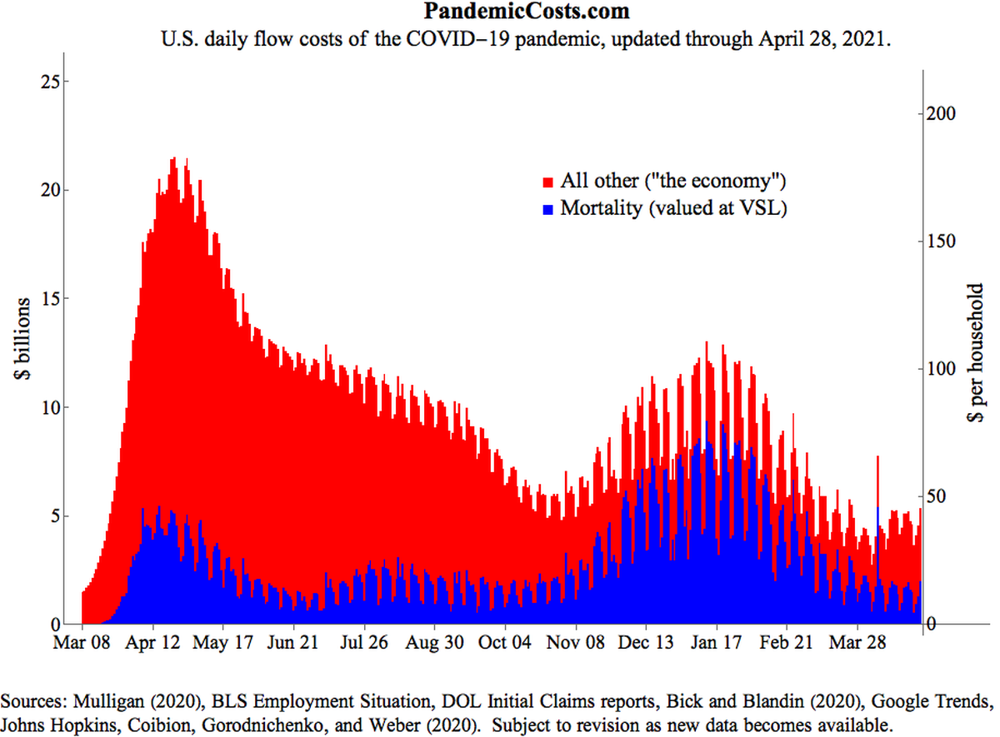 PandemicCosts.com
U.S. daily flow costs of the COVID−19 pandemic, updated through April 28, 2021.
25
20
15
10
5
0
$ billions
200
150
100
50
0
$ per household
All other ("the economy")
Mortality (valued at VSL)
Mar 08 Apr 12 May 17 Jun 21 Jul 26 Aug 30 Oct 04 Nov 08 Dec 13 Jan 17 Feb 21 Mar 28
Sources: Mulligan (2020), BLS Employment Situation, DOL Initial Claims reports, Bick and Blandin (2020), Google Trends,
Johns Hopkins, Coibion, Gorodnichenko, and Weber (2020).  Subject to revision as new data becomes available.